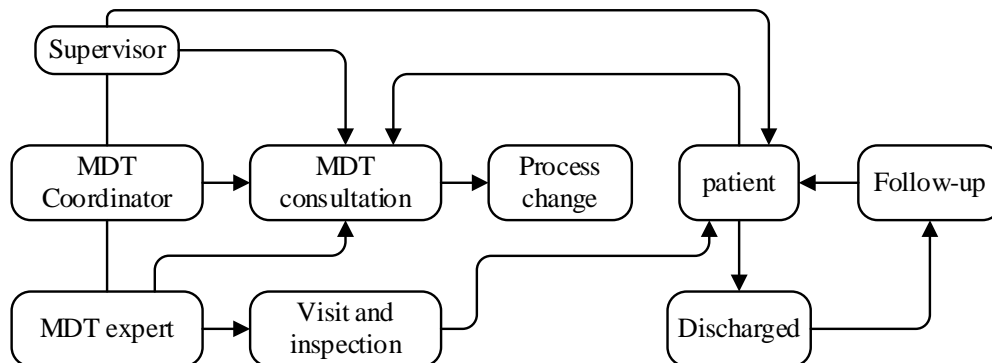 Supervisor
MDT
Coordinator
MDT
consultation
Process
change
patient
Follow-up
MDT expert
Visit and
inspection
Discharged